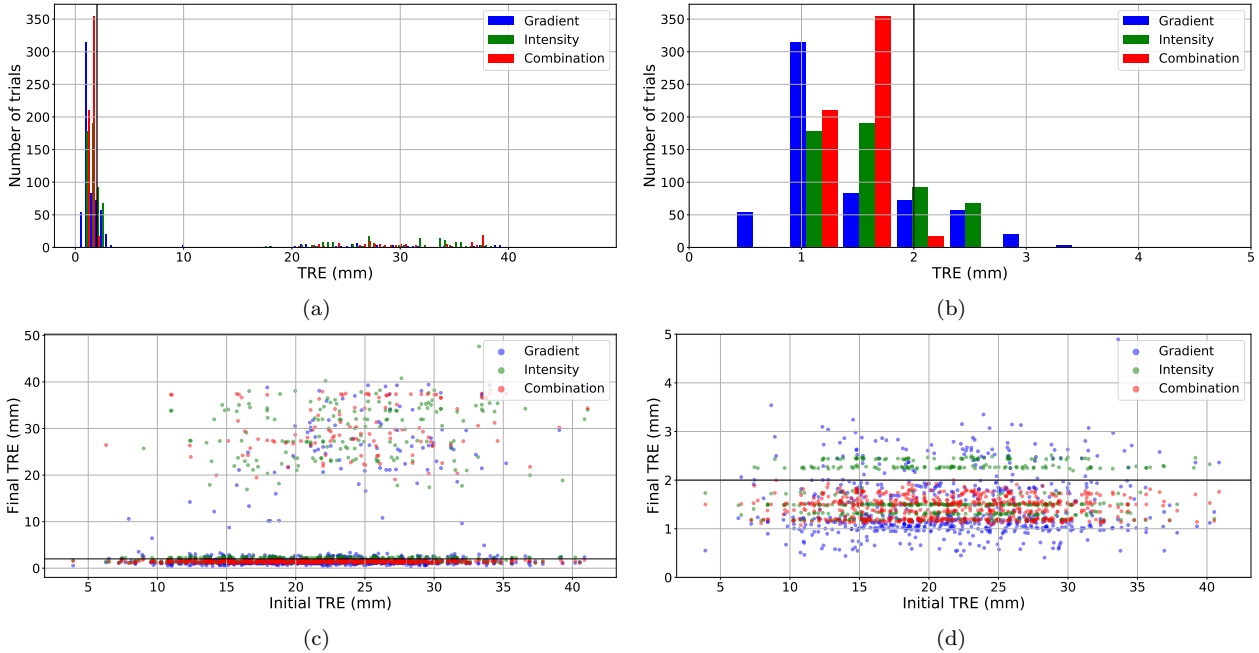 350
300
250
200
150
100
50
0
Number of trials
0
10
20
30
40
TRE (mm)
Gradient
Intensity
Combination
(a)
350
300
250
200
150
100
50
0
Number of trials
0
1
2
3
4
5
TRE (mm)
Gradient
Intensity
Combination
(b)
50
40
30
20
10
0
Final TRE (mm)
5
10
15
20
25
30
35
40
Initial TRE (mm)
Gradient
Intensity
Combination
(c)
5
4
3
2
1
0
Final TRE (mm)
5
10
15
20
25
30
35
40
Initial TRE (mm)
Gradient
Intensity
Combination
(d)